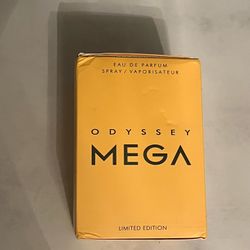 EAU DE PARFUM
SPRAY / VAPORISATEUR
ODYSSEY
MEGA
LIMITED EDITION